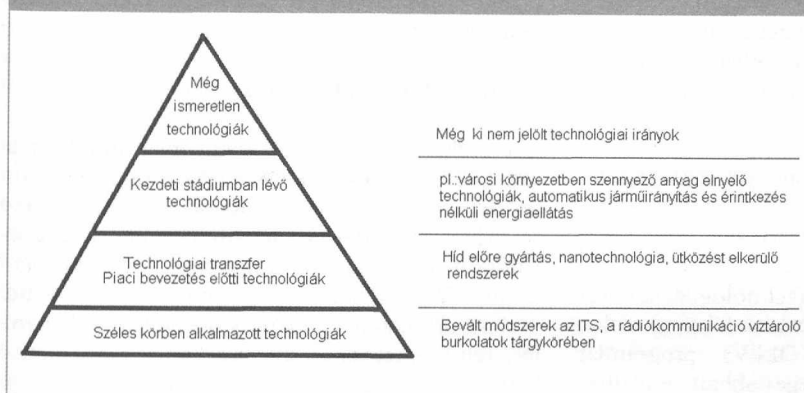 Még
ismeretlen
technológiák
Még ki nem jelölt technológiai irányok
Kezdeti stádiumban lévő
technológiák
pl.:városi környezetben szennyező anyag elnyelő
technológiák, automatikus járműirányítás és érintkezés
nélküli energiaellátás
Technológiai transzfer
Piaci bevezetés előtti technológiák
Híd előre gyártás, nanotechnológia, ütközést elkerülő
rendszerek
Széles körben alkalmazott technológiák
Bevált módszerek az ITS, a rádiókommunikáció víztároló
burkolatok tárgykörében